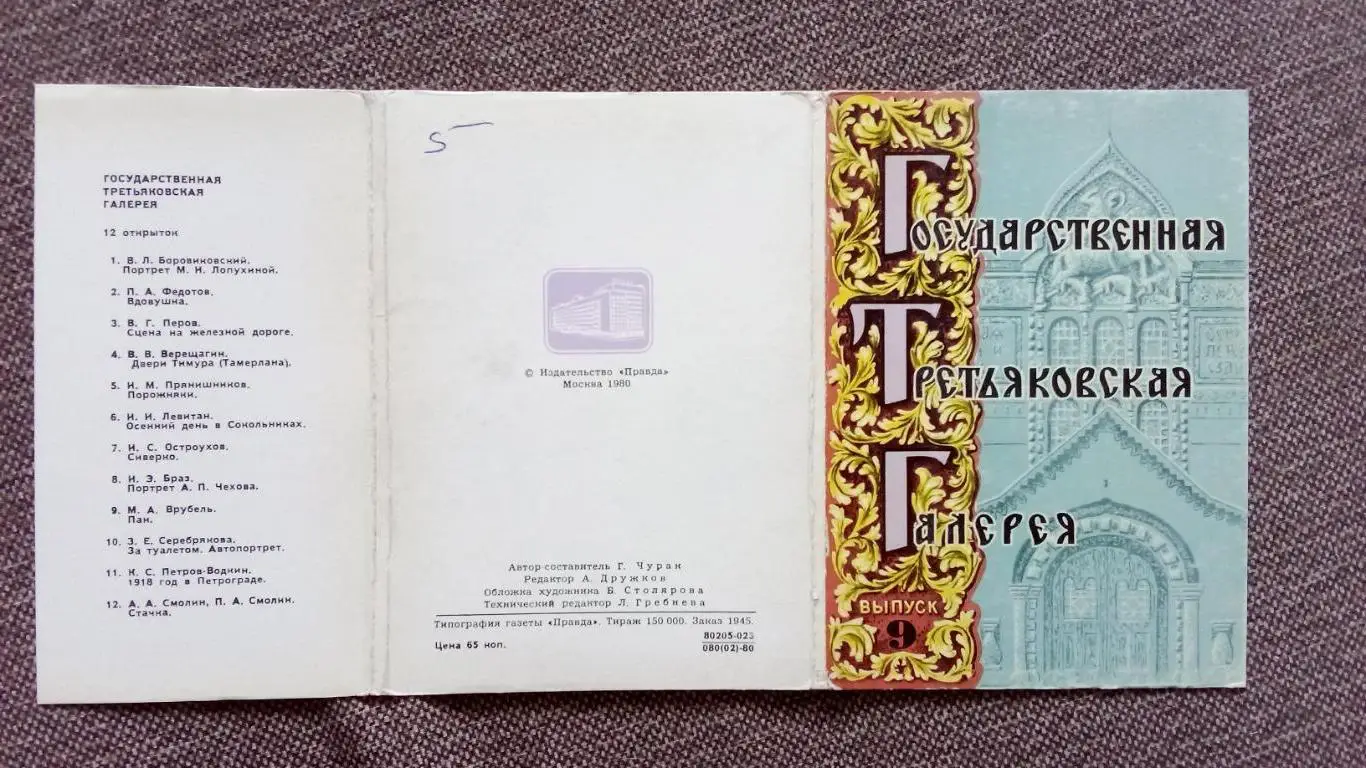 ГОСУДАРСТВЕННАЯ
ТРЕТЬЯКОВСКАЯ
ГАЛЕРЕЯ
12 открыток
1. В. Л. Боровиковский.
Портрет М. И. Лопухиной.
2. П. А. Федотов.
Вдовушка.
3. В. Г. Перов.
Сцена на железной дороге.
4. В. В. Верещагин.
Двери Тимура (Тамерлана).
5. И. М. Прянишников.
Порожняки.
6. И. И. Левитан.
Осенний день в Сокольниках.
7. И. С. Остроухов.
Сиверко.
8. И. Э. Браз.
Портрет А. П. Чехова.
9. М. А. Врубель.
Пан.
10. З. Е. Серебрякова.
За туалетом. Автопортрет.
11. К. С. Петров-Водкин.
1918 год в Петрограде.
12. А. А. Смолин, П. А. Смолин.
Стачка.
5
© Издательство «Правда»
Москва 1980
Автор-составитель Г. Чурак
Редактор А. Дружков
Обложка художника Б. Столярова
Технический редактор Л. Гребнева
Типография газеты «Правда». Тираж 150 000. Заказ 1945.
Цена 65 коп.
80205-023
080(02)-80
Государственная
Третьяковская
Галерея
ВЫПУСК
9